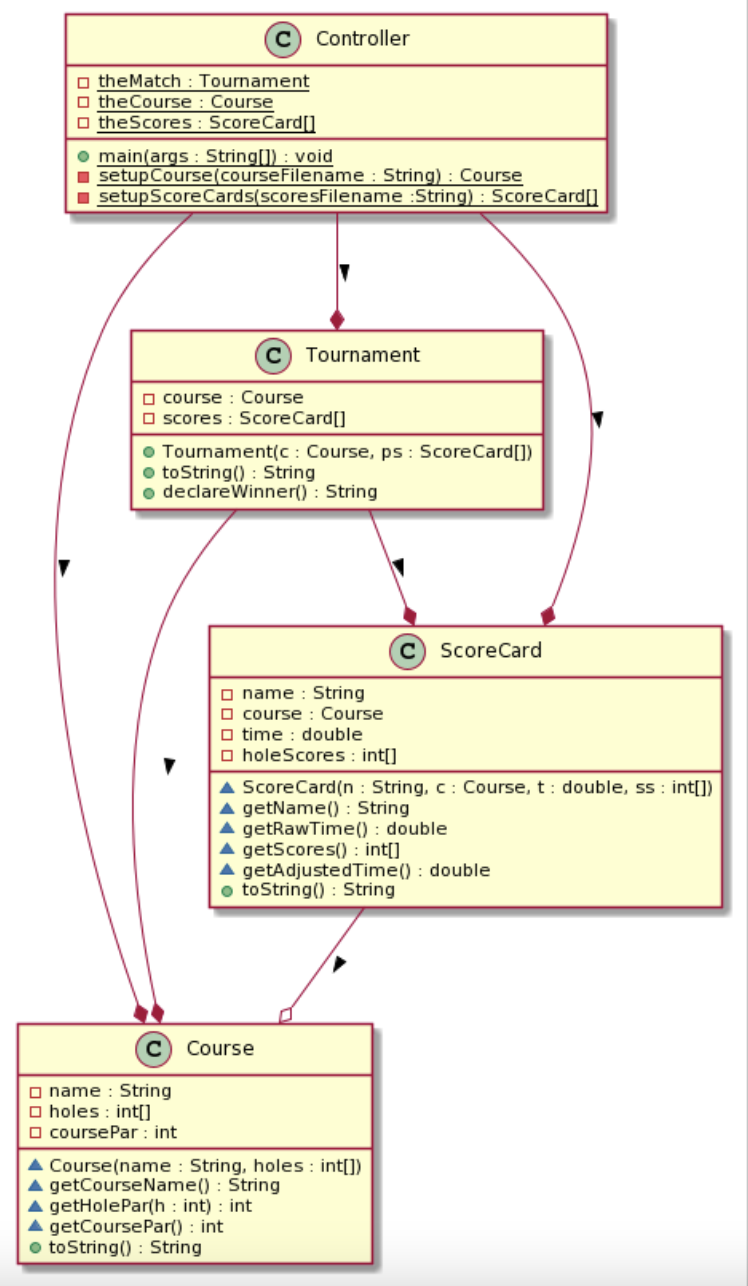 C Controller
theMatch : Tournament
theCourse : Course
theScores : ScoreCard[]
main(args : String[]) : void
setupCourse(courseFilename : String) : Course
setupScoreCards(scoresFilename :String) : ScoreCard[]
C Tournament
course : Course
scores : ScoreCard[]
Tournament(c : Course, ps : ScoreCard[])
toString() : String
declareWinner() : String
C ScoreCard
name : String
course : Course
time : double
holeScores : int[]
ScoreCard(n : String, c : Course, t : double, ss : int[])
getName() : String
getRawTime() : double
getScores() : int[]
getAdjustedTime() : double
toString() : String
C Course
name : String
holes : int[]
coursePar : int
Course(name : String, holes : int[])
getCourseName() : String
getHolePar(h : int) : int
getCoursePar() : int
toString() : String